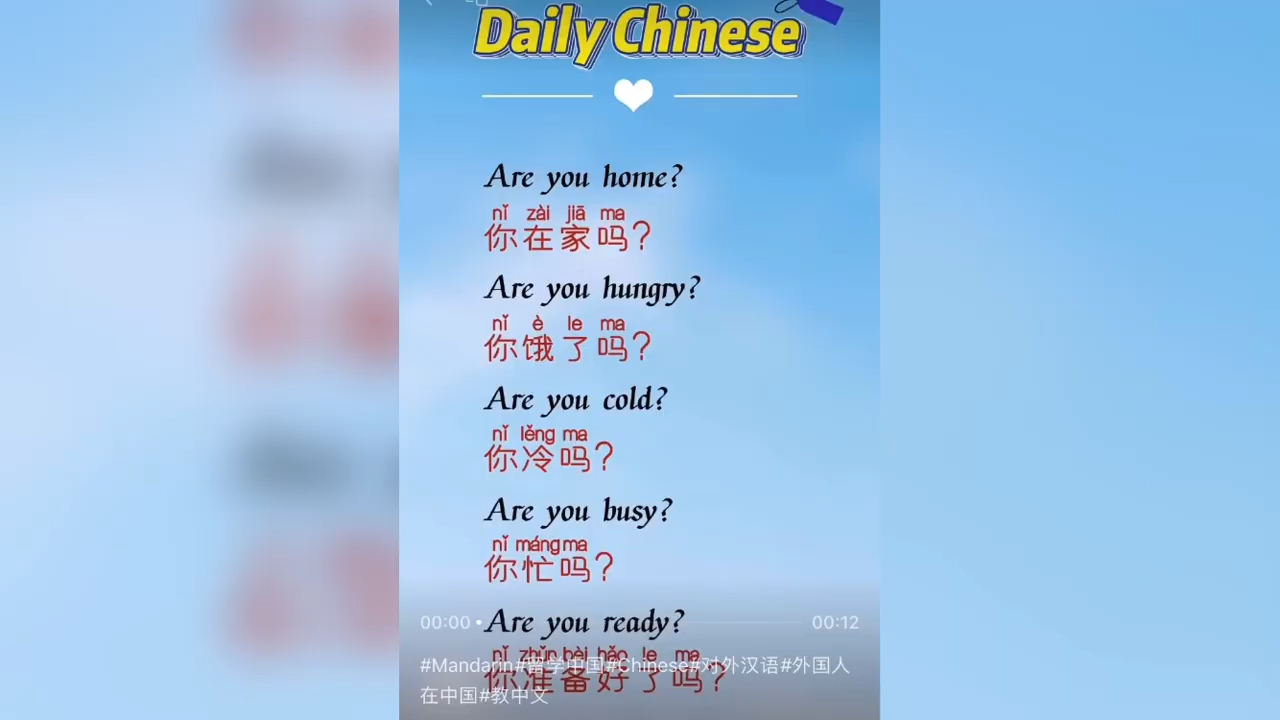 Daily Chinese
Are you home?
nǐ zài jiā ma
你在家吗?
Are you hungry?
nǐ è le ma
你饿了吗?
Are you cold?
nǐ lěng ma
你冷吗?
Are you busy?
nǐ máng ma
你忙吗?
Are you ready?
00:00
00:12
nǐ zhǔn bèi hǎo le ma
#Mandarin#留学中国#Chinese#对外汉语#外国人
你准备好了吗?
在中国#教中文